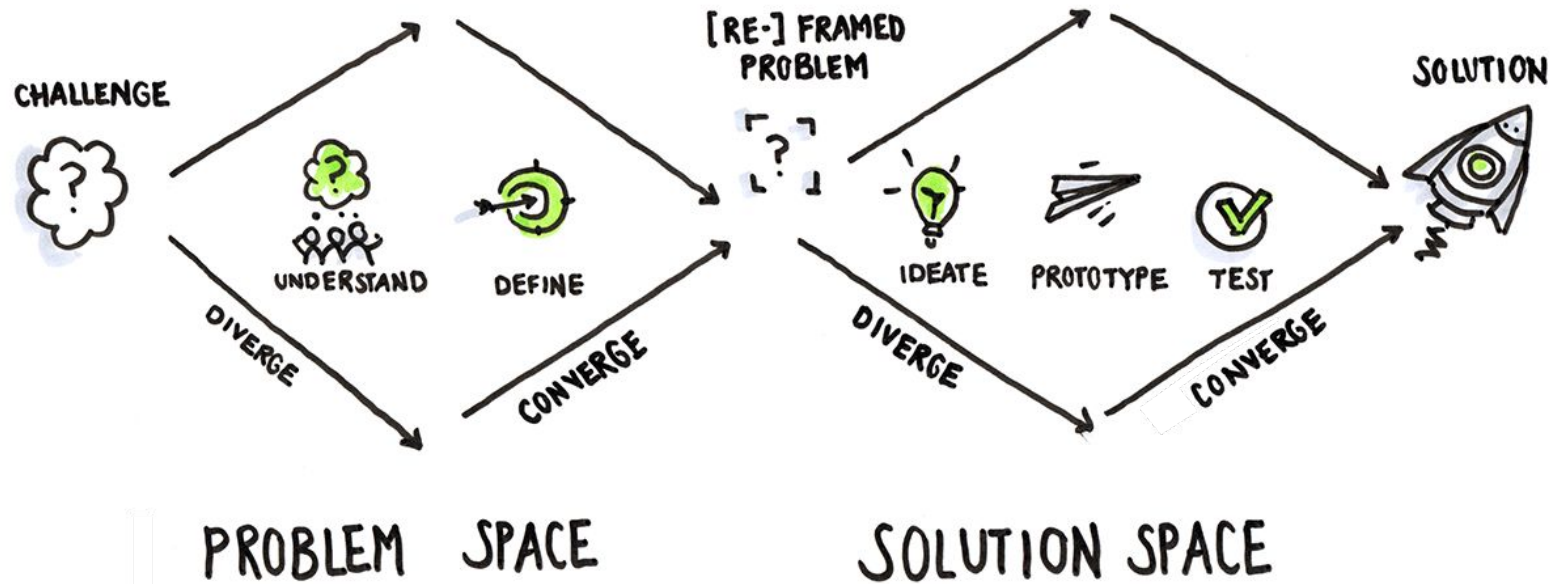 CHALLENGE
[RE-] FRAMED
PROBLEM
SOLUTION
?
?
?
UNDERSTAND
DEFINE
IDEATE
PROTOTYPE
TEST
DIVERGE
CONVERGE
DIVERGE
CONVERGE
PROBLEM SPACE
SOLUTION SPACE